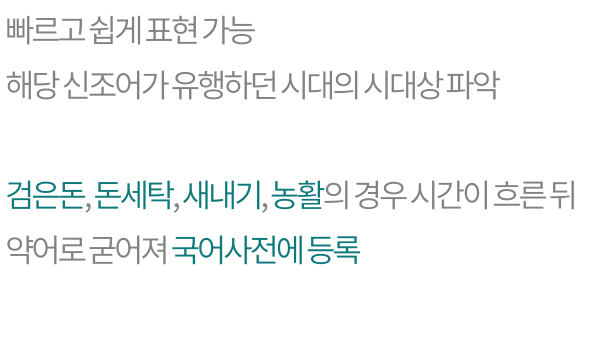 빠르고 쉽게 표현 가능
해당 신조어가 유행하던 시대의 시대상 파악
검은돈, 돈세탁, 새내기, 농활의 경우 시간이 흐른 뒤
약어로 굳어져 국어사전에 등록